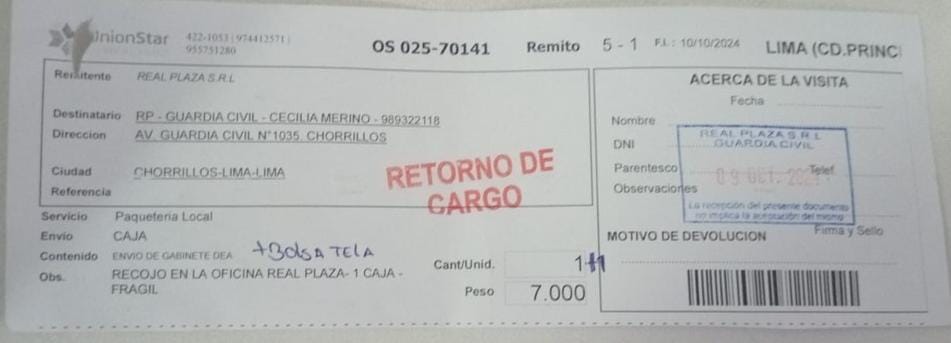 UnionStar 422-1053 | 974412571 | OS 025-70141 Remito 5 - 1 F.I.: 10/10/2024 LIMA (CD.PRINCI
955751280
Remitente REAL PLAZA S.R.L
Destinatario RP - GUARDIA CIVIL - CECILIA MERINO - 989322118
Direccion AV. GUARDIA CIVIL N°1035. CHORRILLOS
Ciudad CHORRILLOS-LIMA-LIMA
Referencia
RETORNO DE
CARGO
Servicio Paqueteria Local
Envio CAJA
Contenido ENVIO DE GABINETE DEA +BOLSA TELA
Obs. RECOJO EN LA OFICINA REAL PLAZA- 1 CAJA -
FRAGIL
Cant/Unid. 1+1
Peso 7.000
ACERCA DE LA VISITA
Fecha
Nombre
REAL PLAZA S R L
DNI GUARDIA CIVIL
Parentesco Telef.
Observaciones
La recepción del presente documento
no implica la aceptación del mismo
Firma y Sello
MOTIVO DE DEVOLUCION